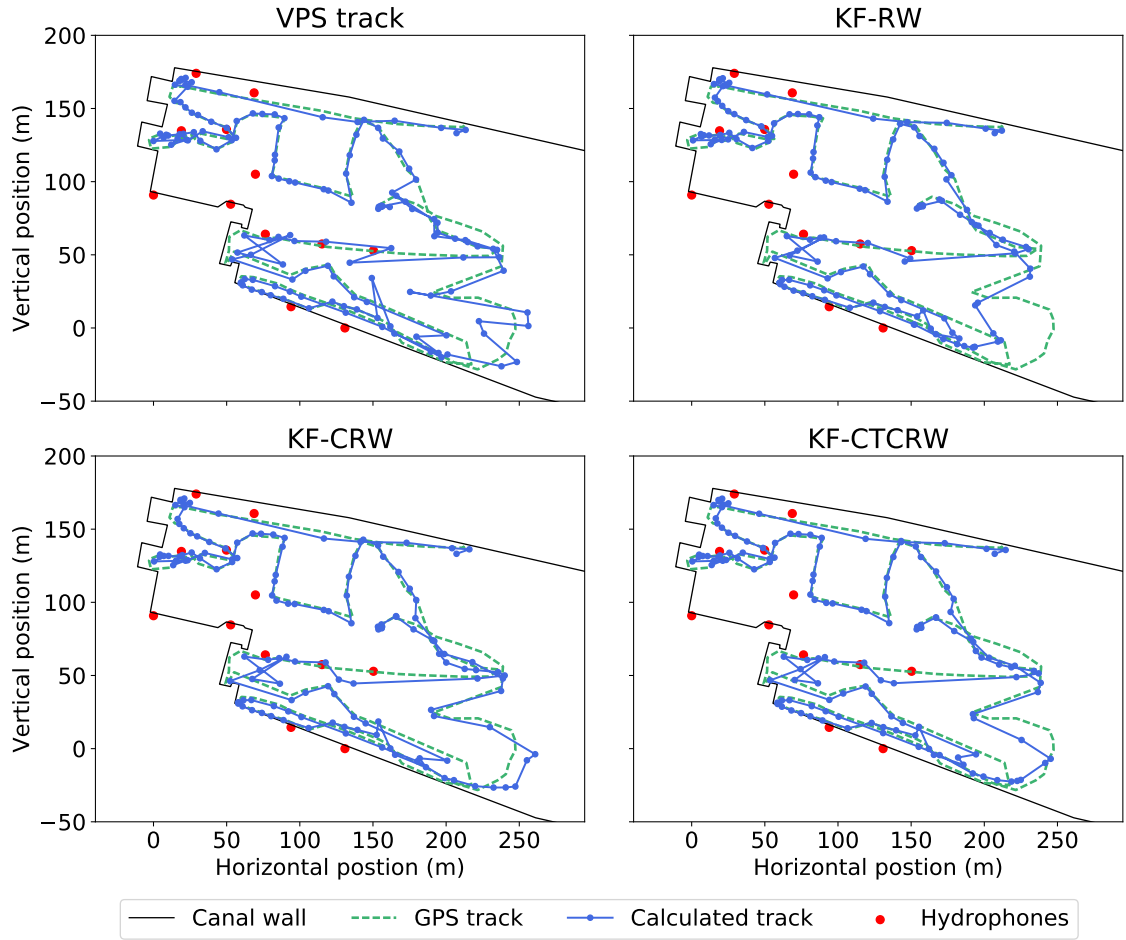 VPS track
KF-RW
200
150
100
50
0
−50
Vertical position (m)
KF-CRW
KF-CTCRW
200
150
100
50
0
−50
Vertical position (m)
0 50 100 150 200 250
0 50 100 150 200 250
Horizontal postion (m)
Horizontal postion (m)
Canal wall GPS track Calculated track Hydrophones